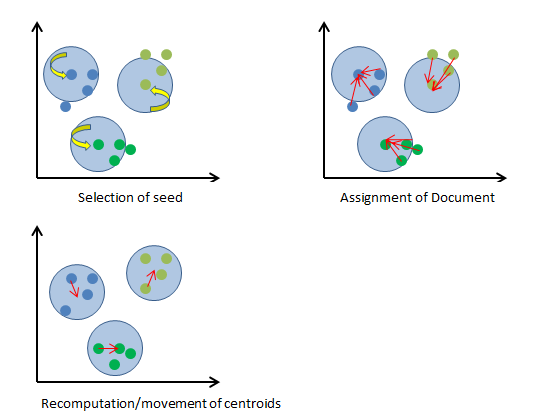 Selection of seed
Assignment of Document
Recomputation/movement of centroids